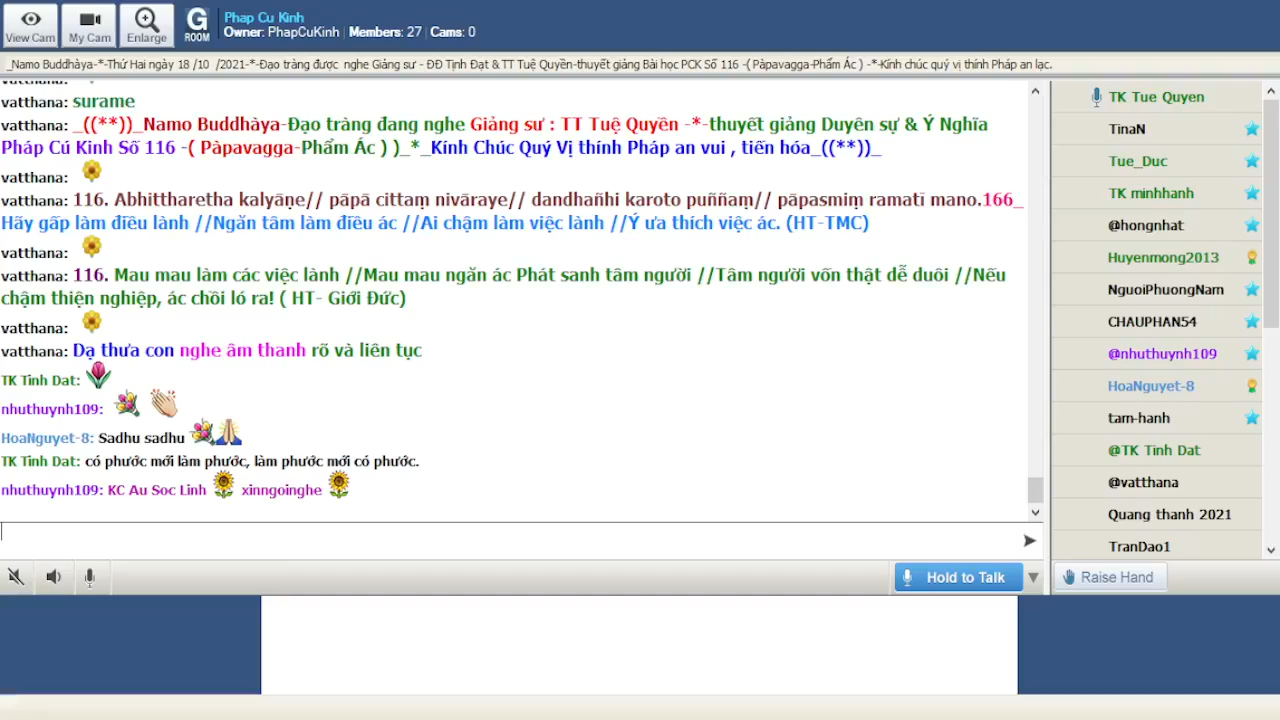 View Cam
My Cam
Enlarge
G
ROOM
Phap Cu Kinh
Owner: PhapCuKinh | Members: 27 | Cams: 0
_Namo Buddhàya-*-Thứ Hai ngày 18 /10 /2021-*-Đạo tràng được nghe Giảng sư - ĐĐ Tịnh Đạt & TT Tuệ Quyền-thuyết giảng Bài học PCK Số 116 -( Pàpavagga-Phẩm Ác ) -*-Kính chúc quý vị thính Pháp an lạc.
vatthana: surame
vatthana: _((**))_Namo Buddhàya-Đạo tràng đang nghe Giảng sư : TT Tuệ Quyền -*-thuyết giảng Duyên sự & Ý Nghĩa
Pháp Cú Kinh Số 116 -( Pàpavagga-Phẩm Ác ) )_*_Kính Chúc Quý Vị thính Pháp an vui , tiến hóa_((**))_
vatthana:
vatthana: 116. Abhittharetha kalyāṇe// pāpā cittaṃ nivāraye// dandhañhi karoto puññaṃ// pāpasmiṃ ramatī mano.166_
Hãy gấp làm điều lành //Ngăn tâm làm điều ác //Ai chậm làm việc lành //Ý ưa thích việc ác. (HT-TMC)
vatthana:
vatthana: 116. Mau mau làm các việc lành //Mau mau ngăn ác Phát sanh tâm người //Tâm người vốn thật dễ duôi //Nếu
chậm thiện nghiệp, ác chồi ló ra! ( HT- Giới Đức)
vatthana:
vatthana: Dạ thưa con nghe âm thanh rõ và liên tục
TK Tinh Dat:
nhuthuynh109:
HoaNguyet-8: Sadhu sadhu
TK Tinh Dat: có phước mới làm phước, làm phước mới có phước.
nhuthuynh109: KC Au Soc Linh xinngoinghe
Hold to Talk
TK Tue Quyen
TinaN
Tue_Duc
TK minhhanh
@hongnhat
Huyenmong2013
NguoiPhuongNam
CHAUPHAN54
@nhuthuynh109
HoaNguyet-8
tam-hanh
@TK Tinh Dat
@vatthana
Quang thanh 2021
TranDao1
Raise Hand